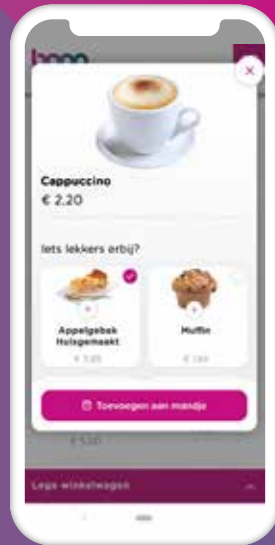 Cappuccino
€ 2.20
Iets lekkers erbij?
Appelgebak
Huisgemaakt
Muffin
Toevoegen aan mandje
Lege winkelwagen